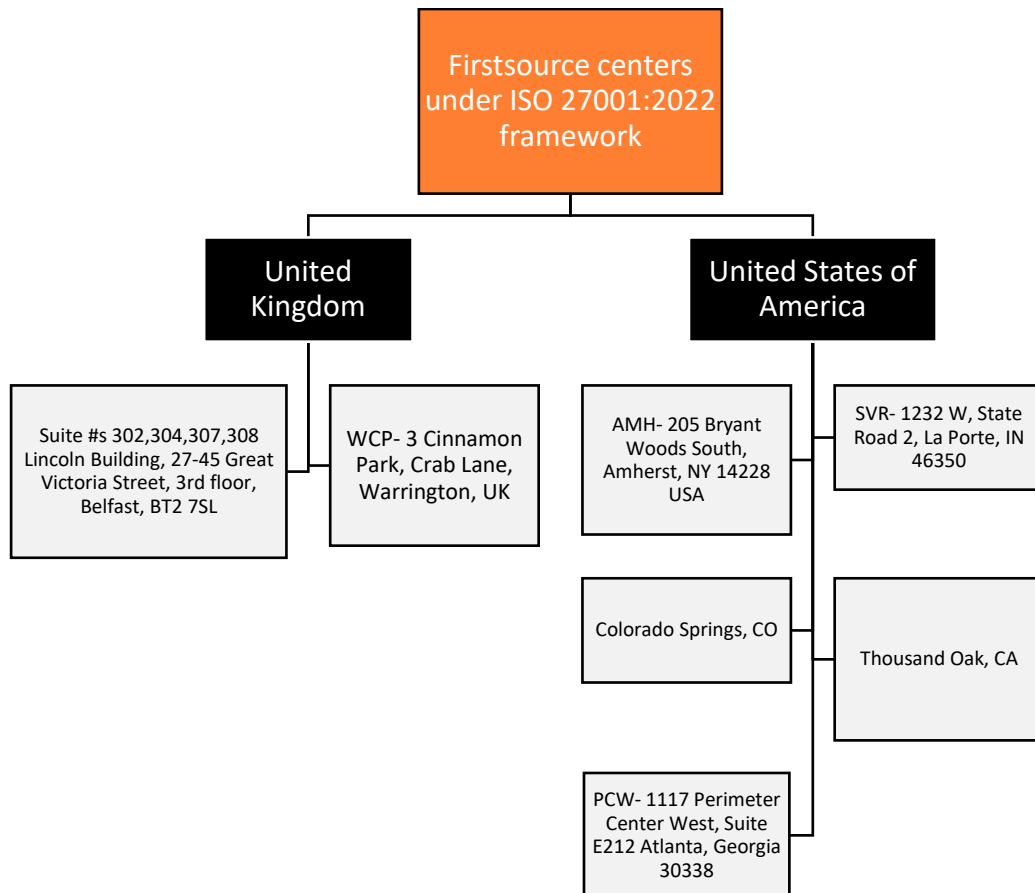 Firstsource centers
under ISO 27001:2022
framework
United
Kingdom
United States of
America
Suite #s 302,304,307,308
Lincoln Building, 27-45 Great
Victoria Street, 3rd floor,
Belfast, BT2 7SL
WCP- 3 Cinnamon
Park, Crab Lane,
Warrington, UK
AMH- 205 Bryant
Woods South,
Amherst, NY 14228
USA
SVR- 1232 W, State
Road 2, La Porte, IN
46350
Colorado Springs, CO
Thousand Oak, CA
PCW- 1117 Perimeter
Center West, Suite
E212 Atlanta, Georgia
30338